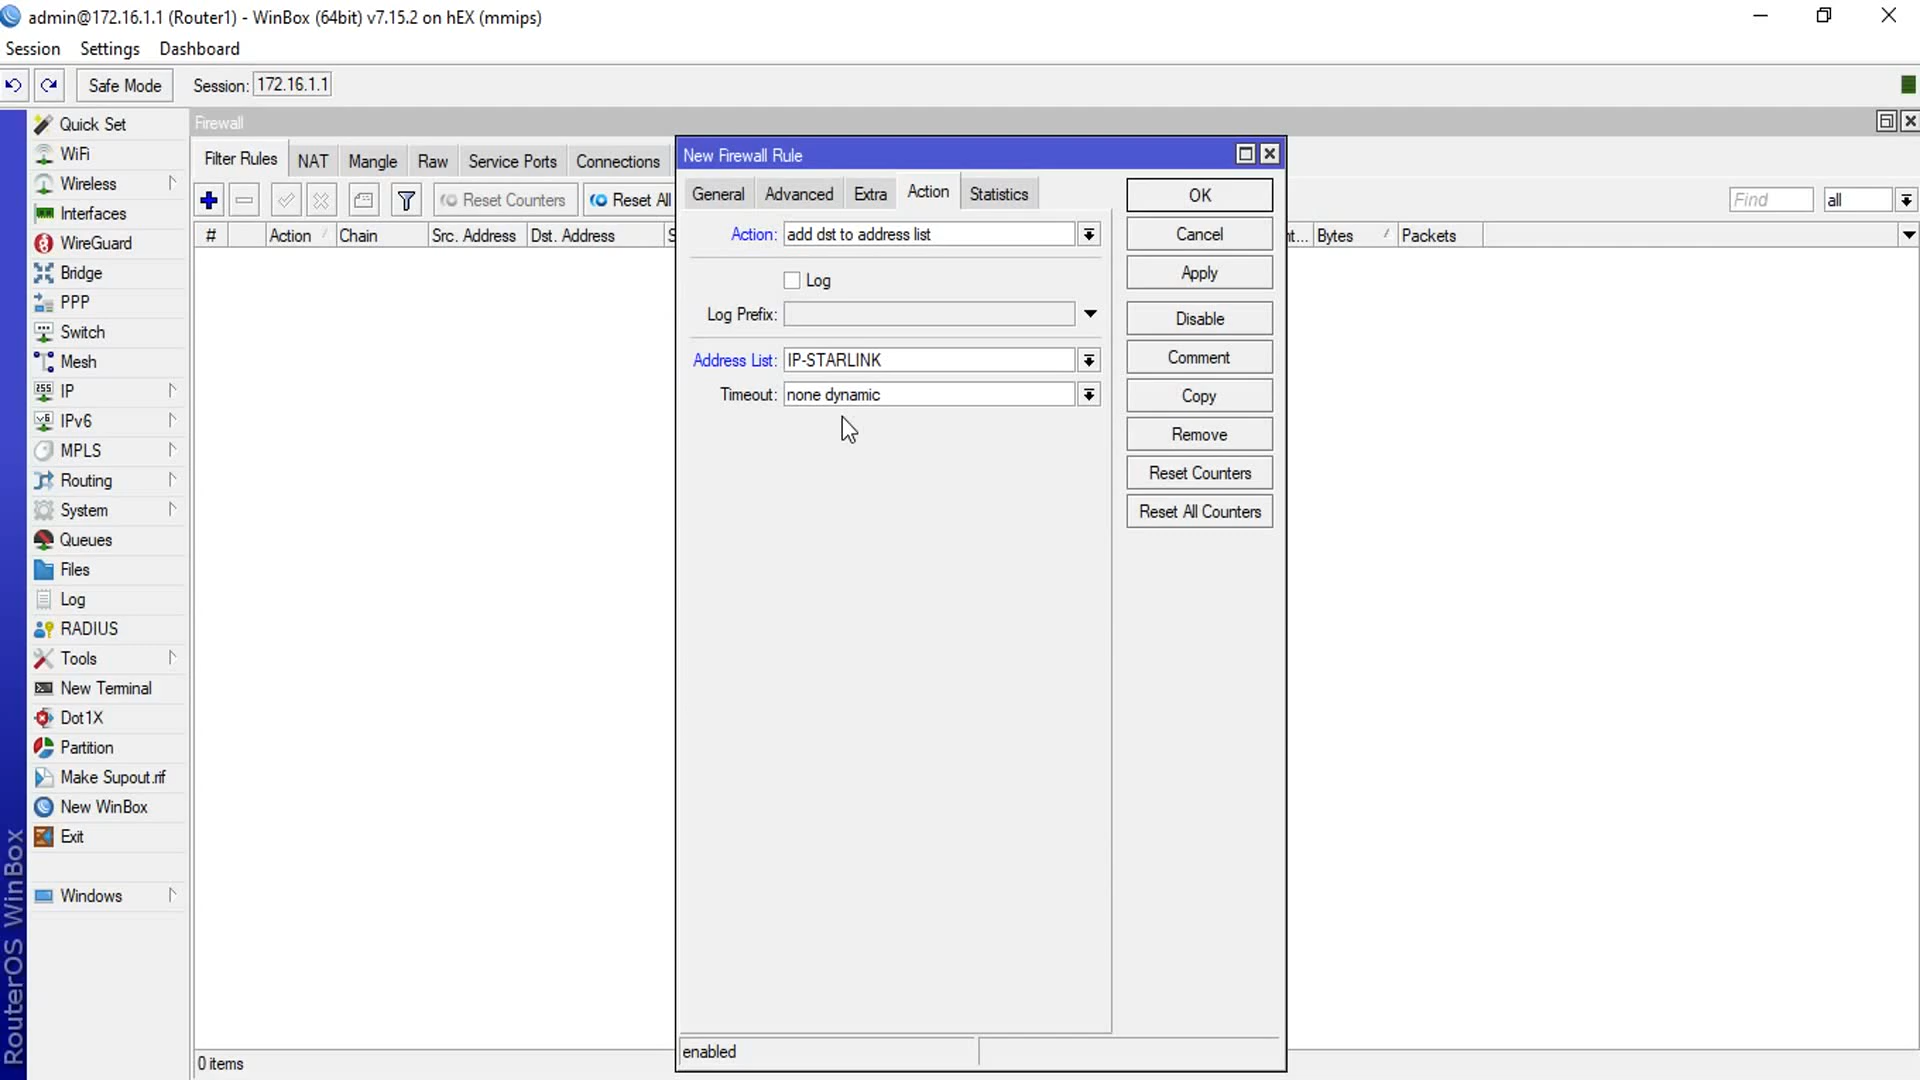 admin@172.16.1.1 (Router1) - WinBox (64bit) v7.15.2 on hEX (mmips)
Session Settings Dashboard
Safe Mode Session: 172.16.1.1
Quick Set
WiFi
Wireless
Interfaces
WireGuard
Bridge
PPP
Switch
Mesh
IP
IPv6
MPLS
Routing
System
Queues
Files
Log
RADIUS
Tools
New Terminal
Dot1X
Partition
Make Supout.rif
New WinBox
Exit
Windows
RouterOS WinBox
Firewall
Filter Rules NAT Mangle Raw Service Ports Connections
Reset Counters Reset All
Find all
# Action Chain Src. Address Dst. Address Bytes Packets
0 items
New Firewall Rule
General Advanced Extra Action Statistics
Action: add dst to address list
Log
Log Prefix:
Address List: IP-STARLINK
Timeout: none dynamic
OK
Cancel
Apply
Disable
Comment
Copy
Remove
Reset Counters
Reset All Counters
enabled